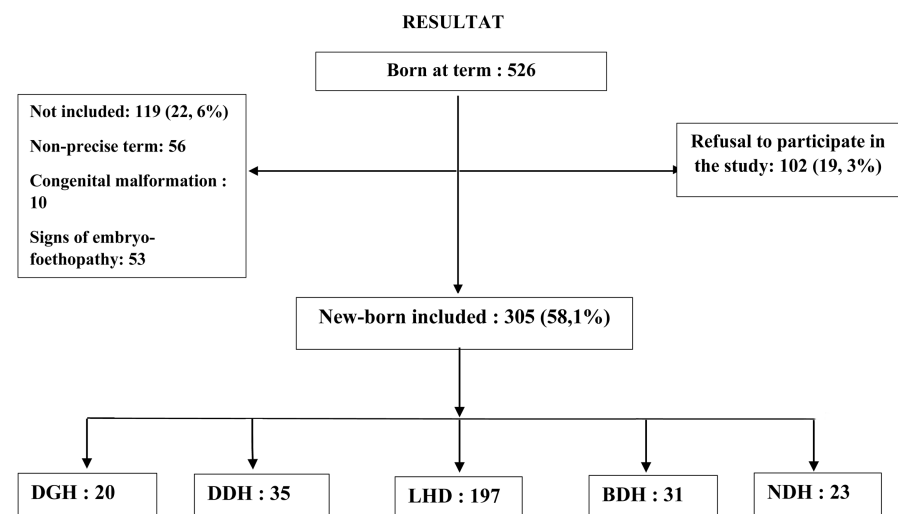 RESULTAT
Born at term : 526
Not included: 119 (22, 6%)
Non-precise term: 56
Congenital malformation :
10
Signs of embryo-
foethopathy: 53
Refusal to participate in
the study: 102 (19, 3%)
New-born included : 305 (58,1%)
DGH : 20
DDH : 35
LHD : 197
BDH : 31
NDH : 23